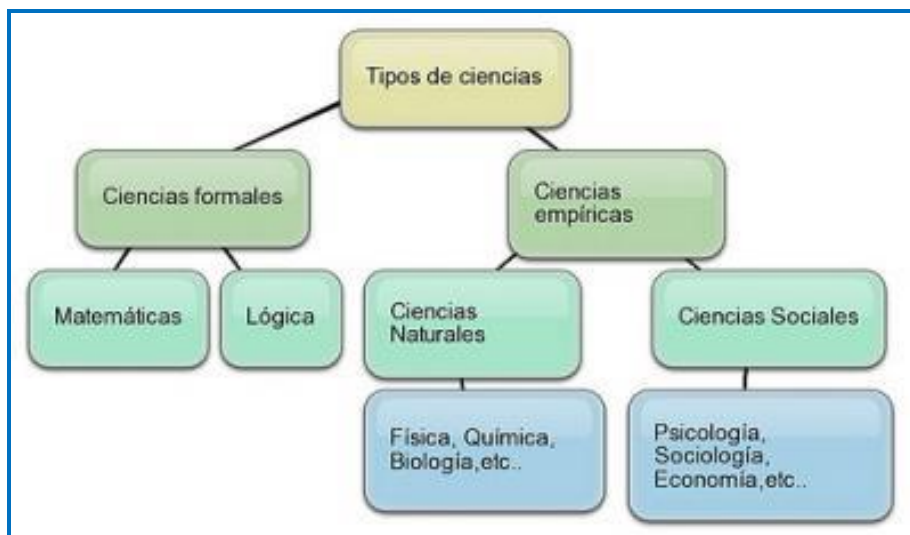 Tipos de ciencias
Ciencias formales
Ciencias
empíricas
Matemáticas
Lógica
Ciencias
Naturales
Ciencias Sociales
Física, Química,
Biología,etc..
Psicología,
Sociología,
Economía,etc..